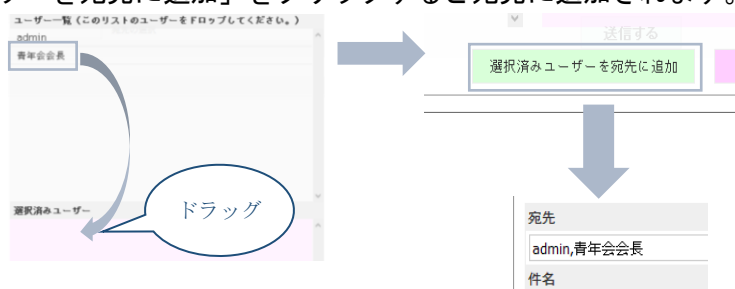 ザーを宛先に追加」をクリックすると宛先に追加されます。
ユーザー一覧(このリストのユーザーをドロップしてください。)
admin
青年会会長
選択済みユーザー
ドラッグ
送信する
選択済みユーザーを宛先に追加
宛先
admin,青年会会長
件名